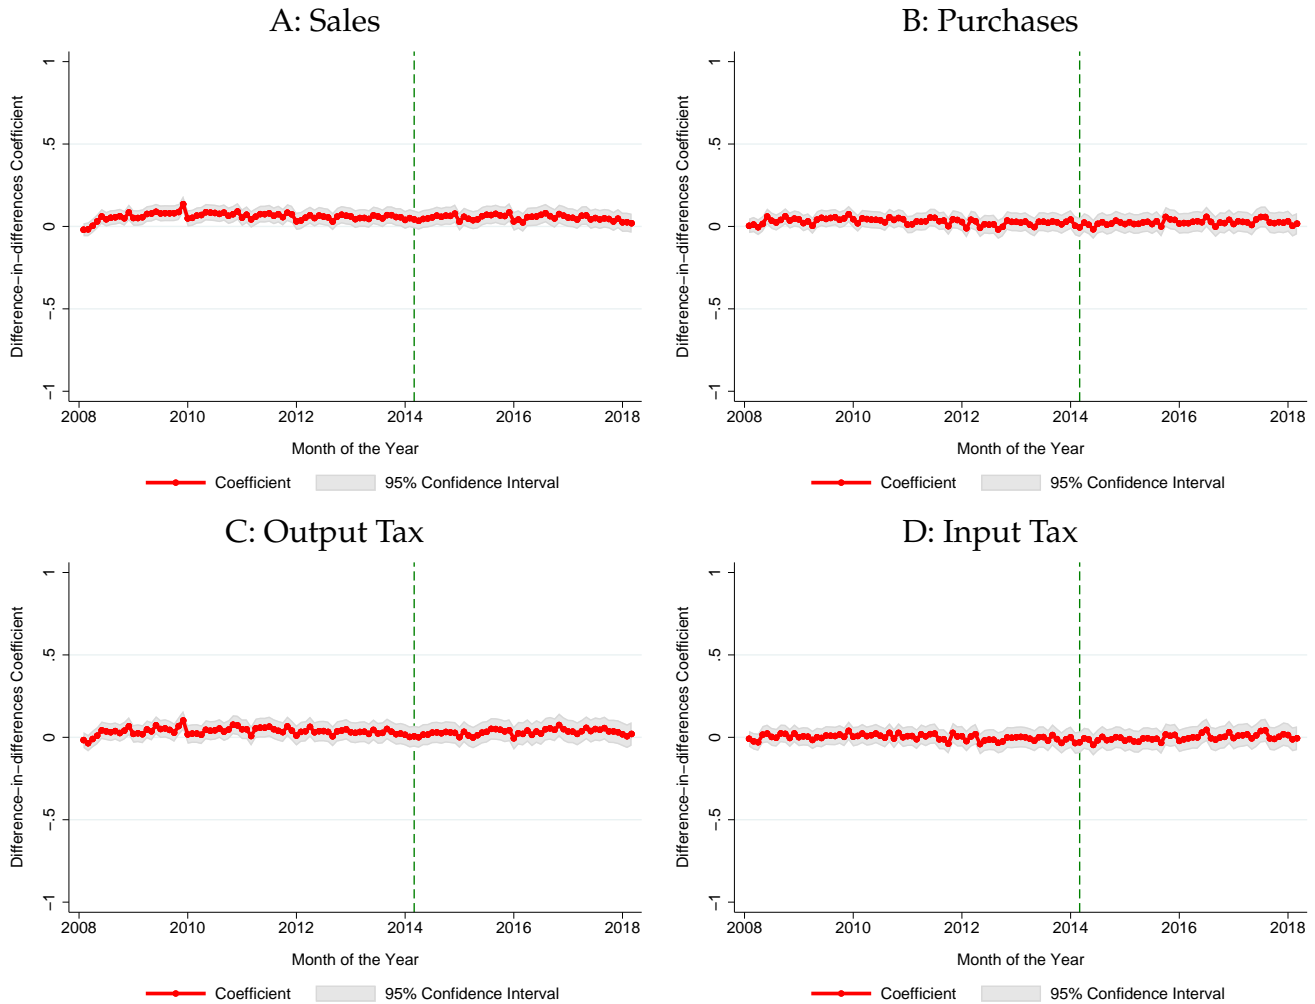 A: Sales
Difference−in−differences Coefficient
1
.5
0
−.5
−1
2008 2010 2012 2014 2016 2018
Month of the Year
Coefficient 95% Confidence Interval
B: Purchases
Difference−in−differences Coefficient
1
.5
0
−.5
−1
2008 2010 2012 2014 2016 2018
Month of the Year
Coefficient 95% Confidence Interval
C: Output Tax
Difference−in−differences Coefficient
1
.5
0
−.5
−1
2008 2010 2012 2014 2016 2018
Month of the Year
Coefficient 95% Confidence Interval
D: Input Tax
Difference−in−differences Coefficient
1
.5
0
−.5
−1
2008 2010 2012 2014 2016 2018
Month of the Year
Coefficient 95% Confidence Interval